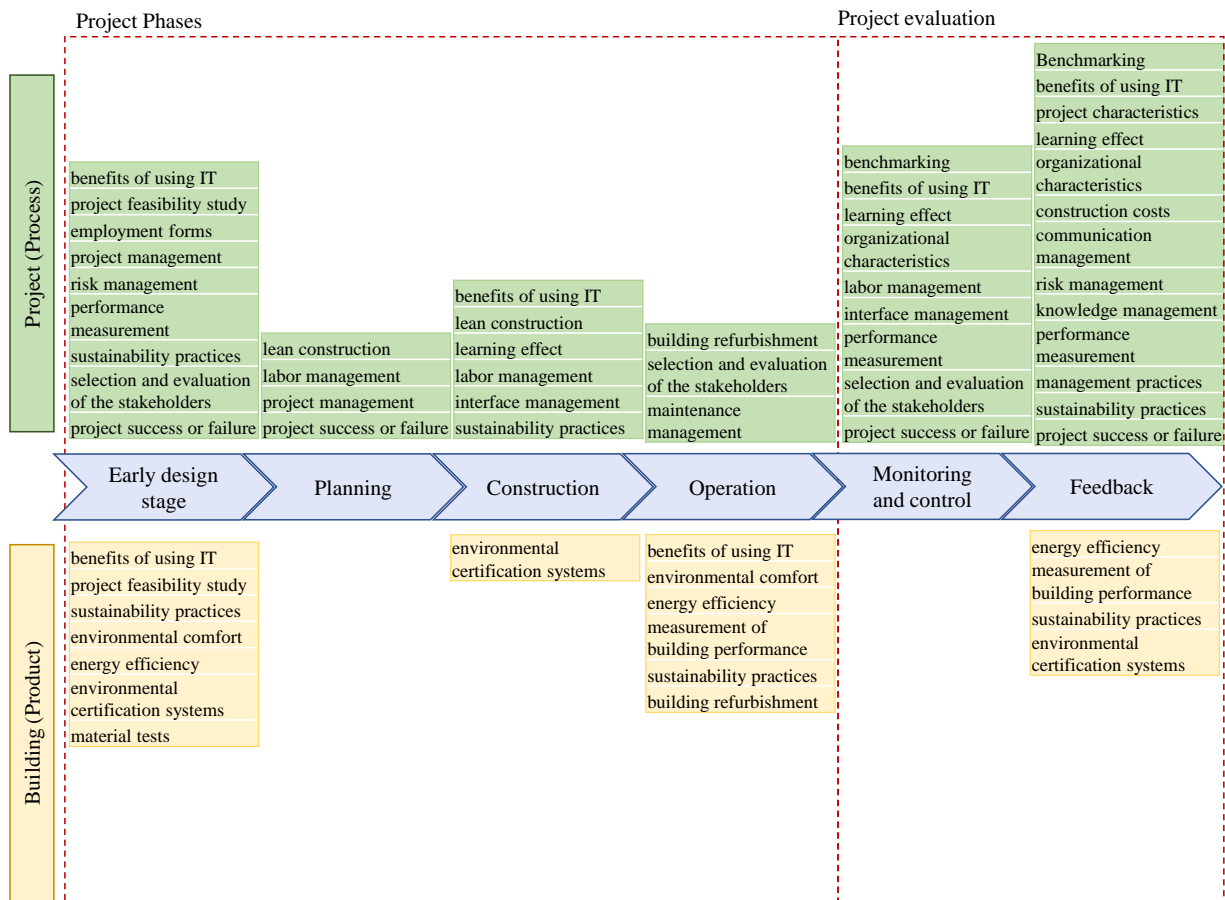 Project Phases
Project evaluation
Project (Process)
benefits of using IT
project feasibility study
employment forms
project management
risk management
performance
measurement
sustainability practices
selection and evaluation
of the stakeholders
project success or failure
lean construction
labor management
project management
project success or failure
benefits of using IT
lean construction
learning effect
labor management
interface management
sustainability practices
building refurbishment
selection and evaluation
of the stakeholders
maintenance
management
benchmarking
benefits of using IT
learning effect
organizational
characteristics
labor management
interface management
performance
measurement
selection and evaluation
of the stakeholders
project success or failure
Benchmarking
benefits of using IT
project characteristics
learning effect
organizational
characteristics
construction costs
communication
management
risk management
knowledge management
performance
measurement
management practices
sustainability practices
project success or failure
Early design
stage
Planning
Construction
Operation
Monitoring
and control
Feedback
Building (Product)
benefits of using IT
project feasibility study
sustainability practices
environmental comfort
energy efficiency
environmental
certification systems
material tests
environmental
certification systems
benefits of using IT
environmental comfort
energy efficiency
measurement of
building performance
sustainability practices
building refurbishment
energy efficiency
measurement of
building performance
sustainability practices
environmental
certification systems